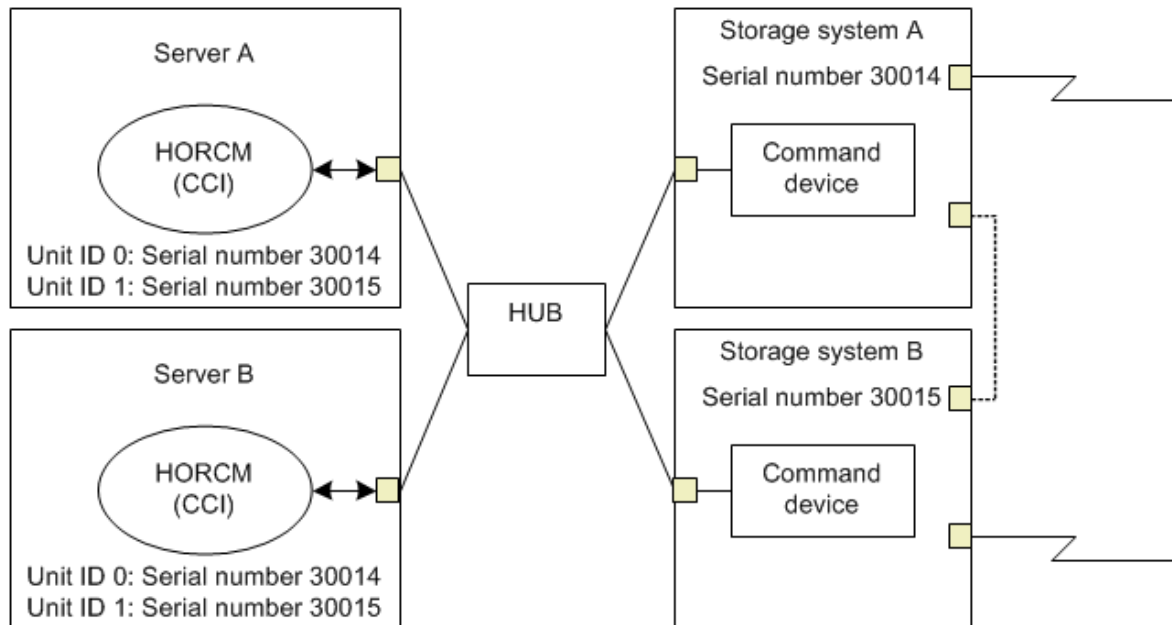 Server A
HORCM
(CCI)
Unit ID 0: Serial number 30014
Unit ID 1: Serial number 30015
Server B
HORCM
(CCI)
Unit ID 0: Serial number 30014
Unit ID 1: Serial number 30015
HUB
Storage system A
Serial number 30014
Command
device
Storage system B
Serial number 30015
Command
device